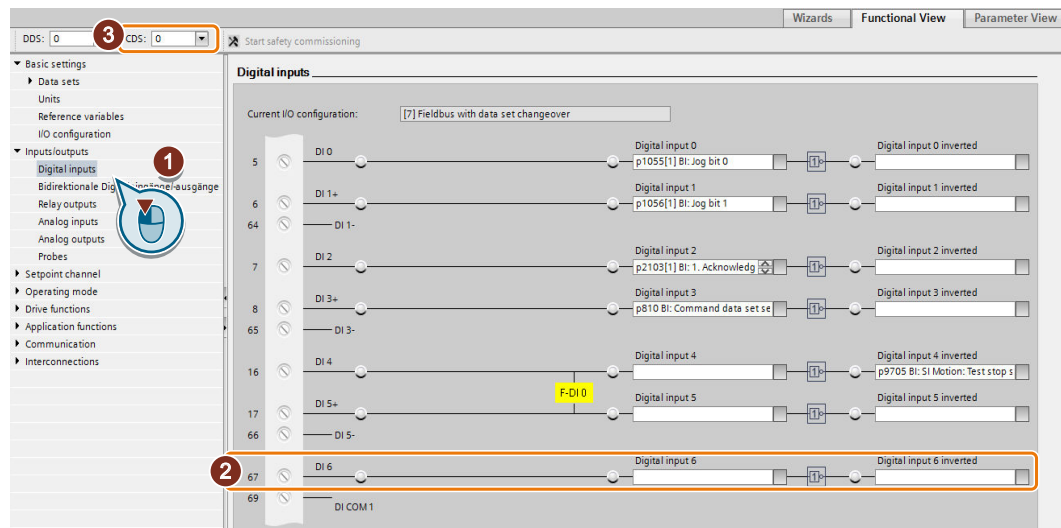 Wizards Functional View Parameter View
DDS: 0 3 CDS: 0 Start safety commissioning
Basic settings
Data sets
Units
Reference variables
I/O configuration
Inputs/outputs
Digital inputs
1
Bidirektionale
Relay outputs
Analog inputs
Analog outputs
Probes
Setpoint channel
Operating mode
Drive functions
Application functions
Communication
Interconnections
Digital inputs
Current I/O configuration: [7] Fieldbus with data set changeover
Digital input 0 Digital input 0 inverted
5 DI 0 p1055[1] BI: Jog bit 0 1
Digital input 1 Digital input 1 inverted
6 DI 1+ p1056[1] BI: Jog bit 1 1
64 DI 1-
Digital input 2 Digital input 2 inverted
7 DI 2 p2103[1] BI: 1. Acknowledg 1
Digital input 3 Digital input 3 inverted
8 DI 3+ p810 BI: Command data set se 1
65 DI 3-
Digital input 4 Digital input 4 inverted
16 DI 4 1 p9705 BI: SI Motion: Test stop s
F-DI 0
Digital input 5 Digital input 5 inverted
17 DI 5+ 1
66 DI 5-
2
Digital input 6 Digital input 6 inverted
67 DI 6 1
69 DI COM 1